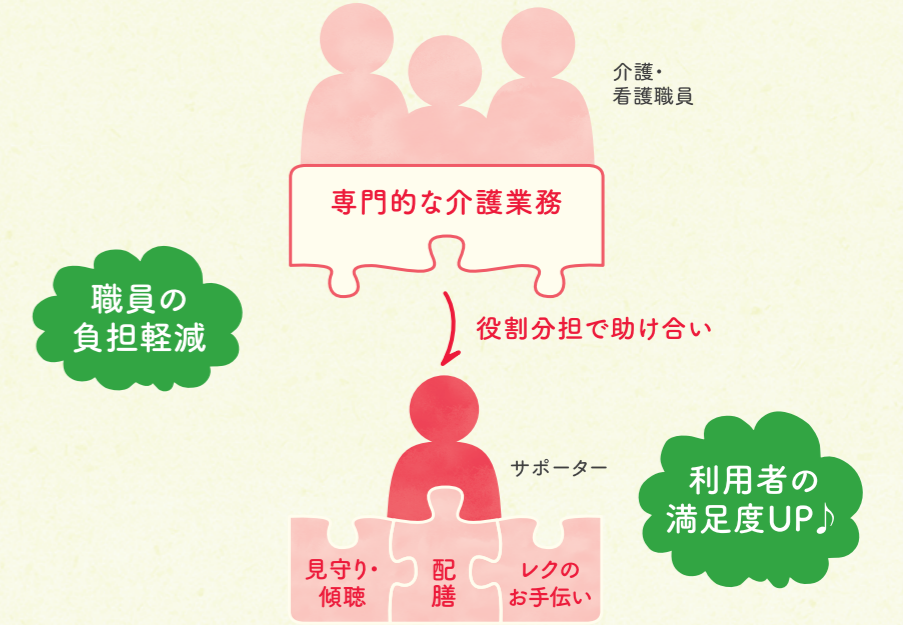 介護・
看護職員
専門的な介護業務
職員の
負担軽減
役割分担で助け合い
サポーター
利用者の
満足度UP♪
見守り・
傾聴
配
膳
レクの
お手伝い